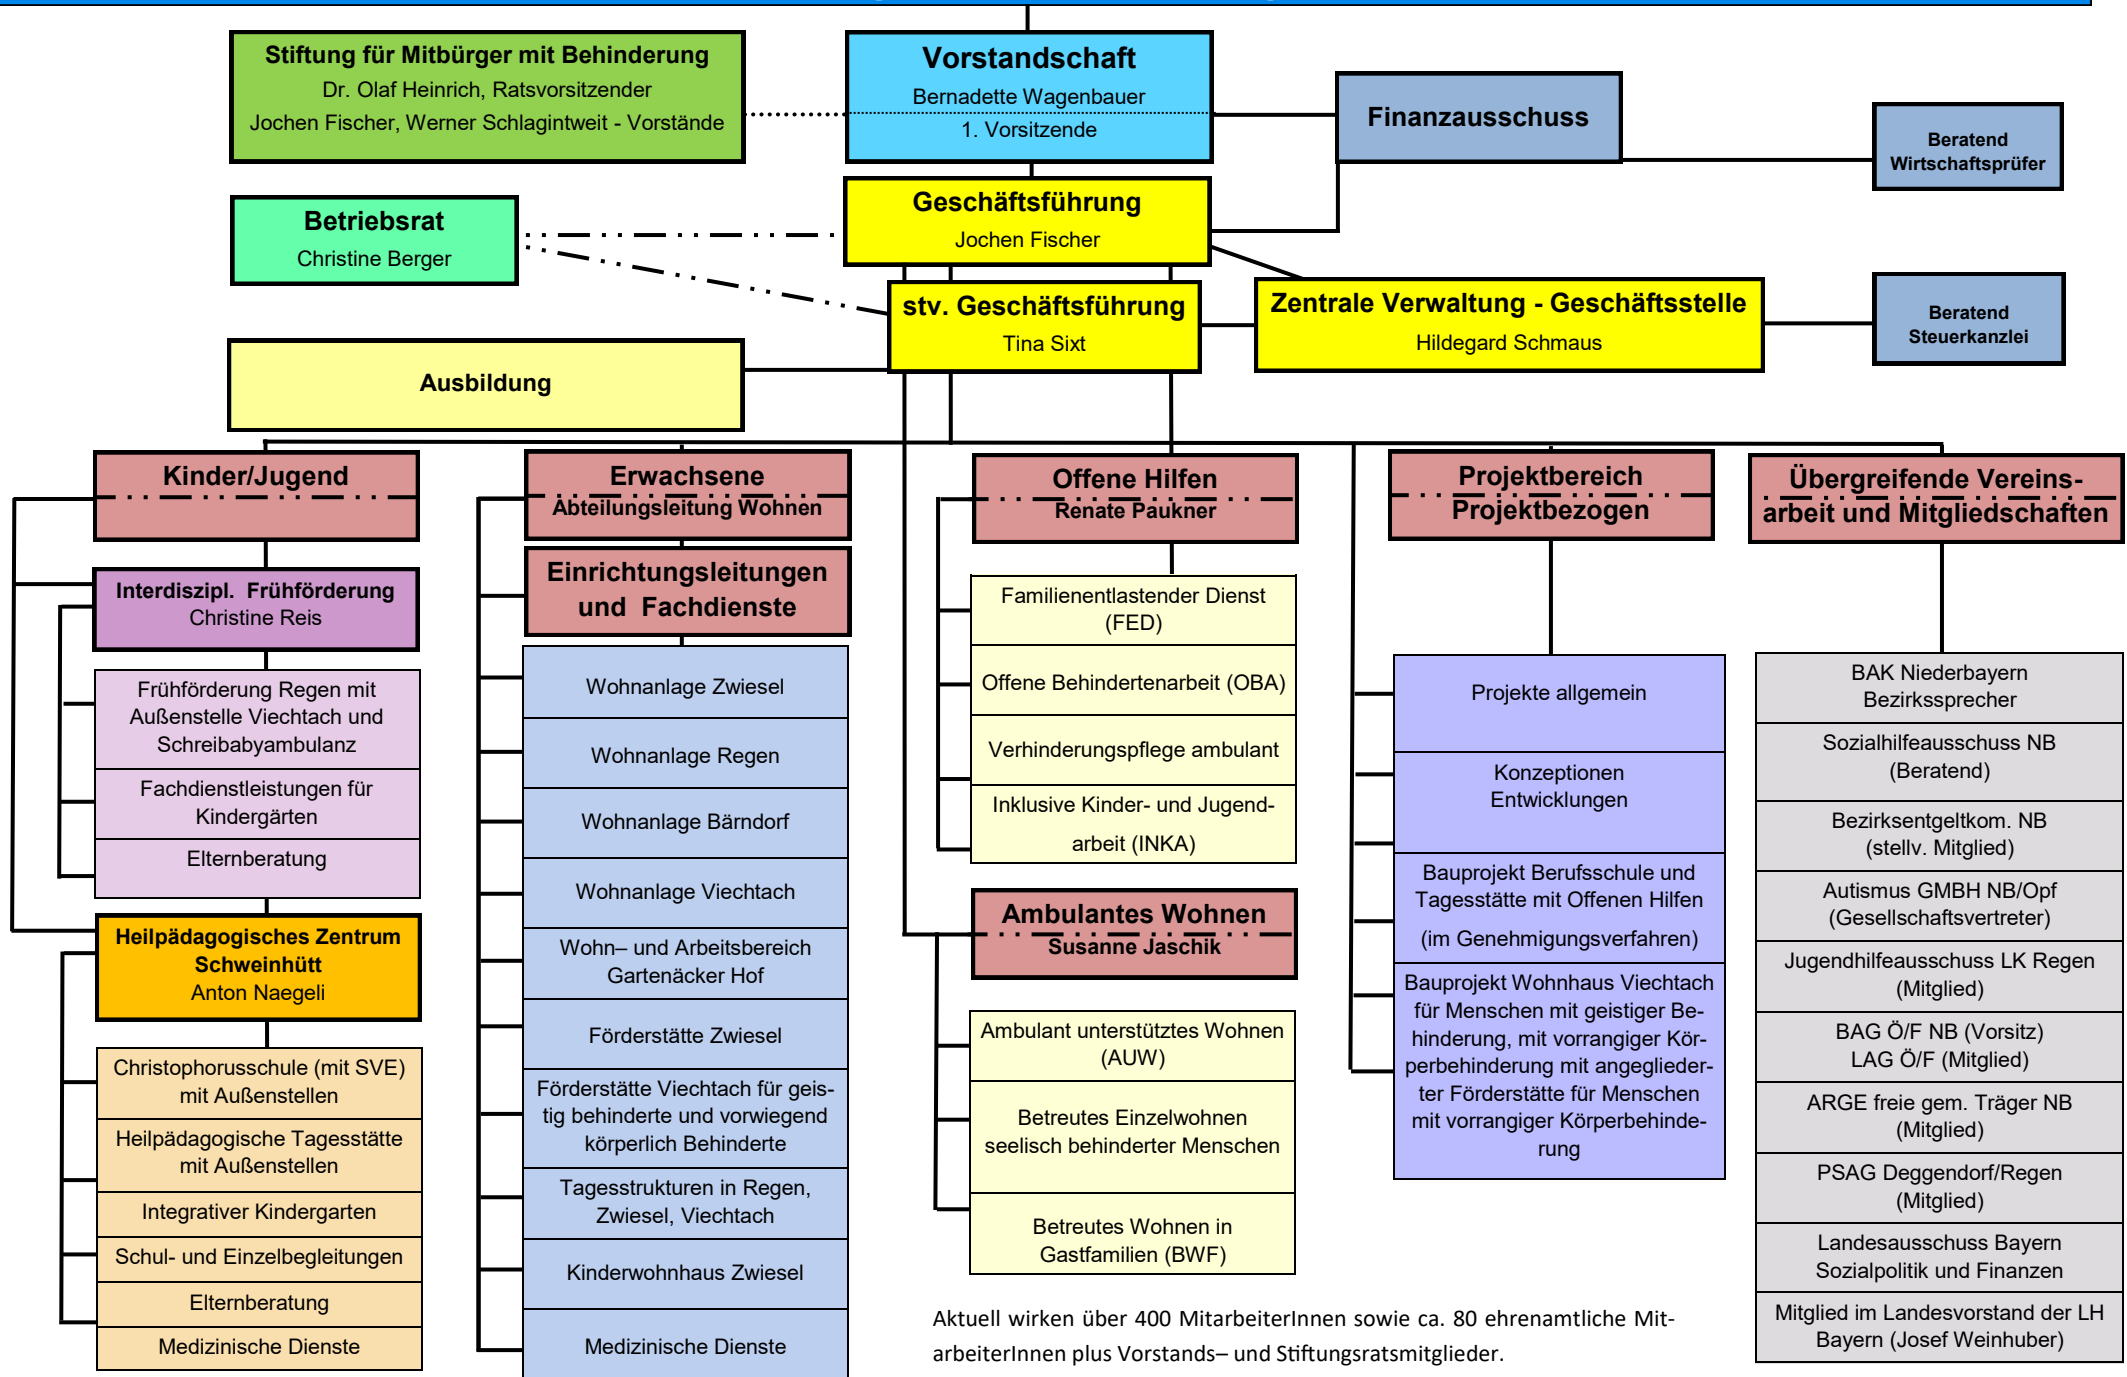 Stiftung für Mitbürger mit Behinderung
Dr. Olaf Heinrich, Ratsvorsitzender
Jochen Fischer, Werner Schlagintweit - Vorstände
Vorstandschaft
Bernadette Wagenbauer
1. Vorsitzende
Finanzausschuss
Beratend
Wirtschaftsprüfer
Betriebsrat
Christine Berger
Geschäftsführung
Jochen Fischer
stv. Geschäftsführung
Tina Sixt
Zentrale Verwaltung - Geschäftsstelle
Hildegard Schmaus
Beratend
Steuerkanzlei
Ausbildung
Kinder/Jugend
Interdiszipl. Frühförderung
Christine Reis
Frühförderung Regen mit
Außenstelle Viechtach und
Schreibabyambulanz
Fachdienstleistungen für
Kindergärten
Elternberatung
Heilpädagogisches Zentrum
Schweinhütt
Anton Naegeli
Christophorusschule (mit SVE)
mit Außenstellen
Heilpädagogische Tagesstätte
mit Außenstellen
Integrativer Kindergarten
Schul- und Einzelbegleitungen
Elternberatung
Medizinische Dienste
Erwachsene
Abteilungsleitung Wohnen
Einrichtungsleitungen
und Fachdienste
Wohnanlage Zwiesel
Wohnanlage Regen
Wohnanlage Bärndorf
Wohnanlage Viechtach
Wohn– und Arbeitsbereich
Gartenäcker Hof
Förderstätte Zwiesel
Förderstätte Viechtach für geis-
tig behinderte und vorwiegend
körperlich Behinderte
Tagesstrukturen in Regen,
Zwiesel, Viechtach
Kinderwohnhaus Zwiesel
Medizinische Dienste
Offene Hilfen
Renate Paukner
Familienentlastender Dienst
(FED)
Offene Behindertenarbeit (OBA)
Verhinderungspflege ambulant
Inklusive Kinder- und Jugend-
arbeit (INKA)
Ambulantes Wohnen
Susanne Jaschik
Ambulant unterstütztes Wohnen
(AUW)
Betreutes Einzelwohnen
seelisch behinderter Menschen
Betreutes Wohnen in
Gastfamilien (BWF)
Projektbereich
Projektbezogen
Projekte allgemein
Konzeptionen
Entwicklungen
Bauprojekt Berufsschule und
Tagesstätte mit Offenen Hilfen
(im Genehmigungsverfahren)
Bauprojekt Wohnhaus Viechtach
für Menschen mit geistiger Be-
hinderung, mit vorrangiger Kör-
perbehinderung mit angeglieder-
ter Förderstätte für Menschen
mit vorrangiger Körperbehinde-
rung
Übergreifende Vereins-
arbeit und Mitgliedschaften
BAK Niederbayern
Bezirkssprecher
Sozialhilfeausschuss NB
(Beratend)
Bezirksentgeltkom. NB
(stellv. Mitglied)
Autismus GMBH NB/Opf
(Gesellschaftsvertreter)
Jugendhilfeausschuss LK Regen
(Mitglied)
BAG Ö/F NB (Vorsitz)
LAG Ö/F (Mitglied)
ARGE freie gem. Träger NB
(Mitglied)
PSAG Deggendorf/Regen
(Mitglied)
Landesausschuss Bayern
Sozialpolitik und Finanzen
Mitglied im Landesvorstand der LH
Bayern (Josef Weinhuber)
Aktuell wirken über 400 MitarbeiterInnen sowie ca. 80 ehrenamtliche Mit-
arbeiterInnen plus Vorstands– und Stiftungsratsmitglieder.